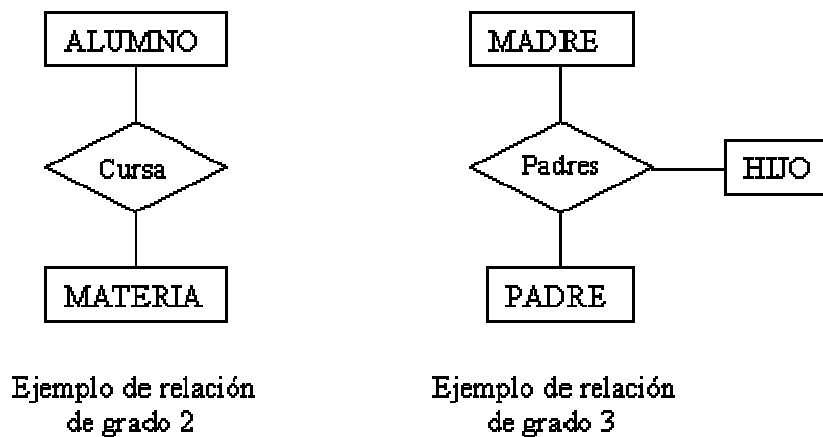 ALUMNO
Cursa
MATERIA
Ejemplo de relación
de grado 2
MADRE
Padres
HIJO
PADRE
Ejemplo de relación
de grado 3